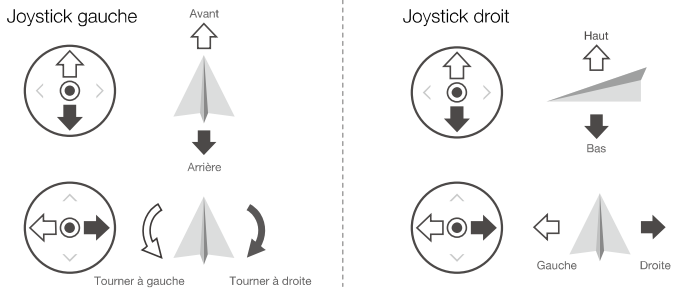 Joystick gauche
Avant
Arrière
Tourner à gauche
Tourner à droite
Joystick droit
Haut
Bas
Gauche
Droite